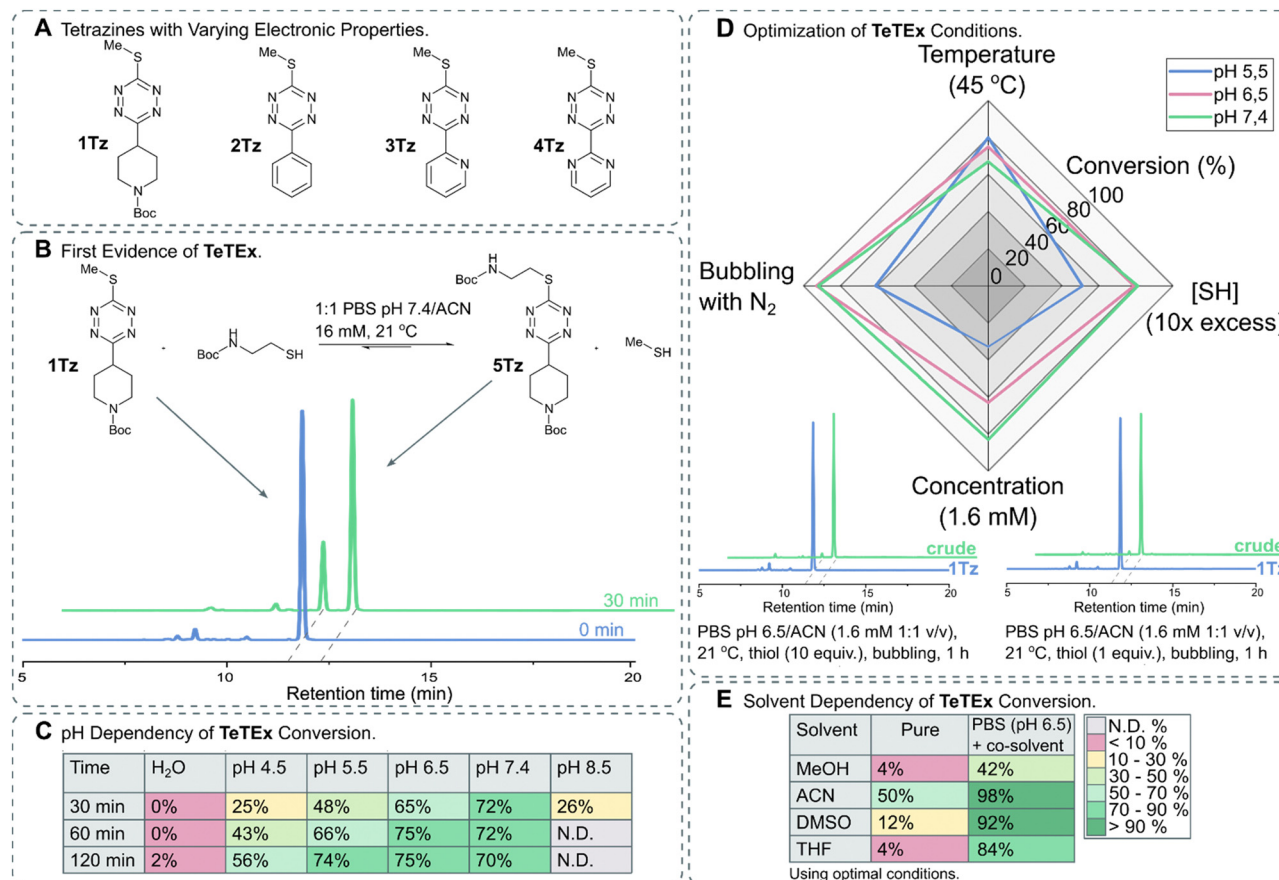 A Tetrazines with Varying Electronic Properties.
Me
S
N N
N N
1Tz
N
Boc
Me
S
N N
N N
2Tz
Me
S
N N
N N
3Tz
N
Me
S
N N
N N
4Tz
N N
B First Evidence of TeTEx.
Me
S
N N
N N
1Tz
N
Boc
·
Boc
H
N
SH
1:1 PBS pH 7.4/ACN
16 mM, 21 °C
H
N
Boc
S
N N
N N
5Tz
N
Boc
·
Me
SH
30 min
0 min
5 10 15 20
Retention time (min)
C pH Dependency of TeTEx Conversion.
Time H₂O pH 4.5 pH 5.5 pH 6.5 pH 7.4 pH 8.5
30 min 0% 25% 48% 65% 72% 26%
60 min 0% 43% 66% 75% 72% N.D.
120 min 2% 56% 74% 75% 70% N.D.
D Optimization of TeTEx Conditions.
Temperature
(45 °C)
pH 5,5
pH 6,5
pH 7,4
Conversion (%)
100
80
60
40
20
0
Bubbling
with N₂
[SH]
(10x excess)
Concentration
(1.6 mM)
crude
1Tz
5 10 15 20
Retention time (min)
PBS pH 6.5/ACN (1.6 mM 1:1 v/v),
21 °C, thiol (10 equiv.), bubbling, 1 h
crude
1Tz
5 10 15 20
Retention time (min)
PBS pH 6.5/ACN (1.6 mM 1:1 v/v),
21 °C, thiol (1 equiv.), bubbling, 1 h
E Solvent Dependency of TeTEx Conversion.
Solvent Pure PBS (pH 6.5)
+ co-solvent
MeOH 4% 42%
ACN 50% 98%
DMSO 12% 92%
THF 4% 84%
Using optimal conditions.
N.D. %
< 10 %
10 - 30 %
30 - 50 %
50 - 70 %
70 - 90 %
> 90 %